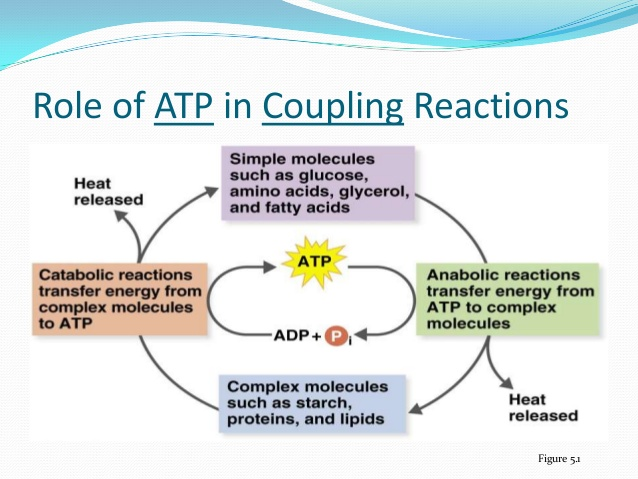 Role of ATP in Coupling Reactions
Simple molecules
such as glucose,
amino acids, glycerol,
and fatty acids
Heat
released
ATP
Catabolic reactions
transfer energy from
complex molecules
to ATP
Anabolic reactions
transfer energy from
ATP to complex
molecules
ADP + P i
Complex molecules
such as starch,
proteins, and lipids
Heat
released
Figure 5.1